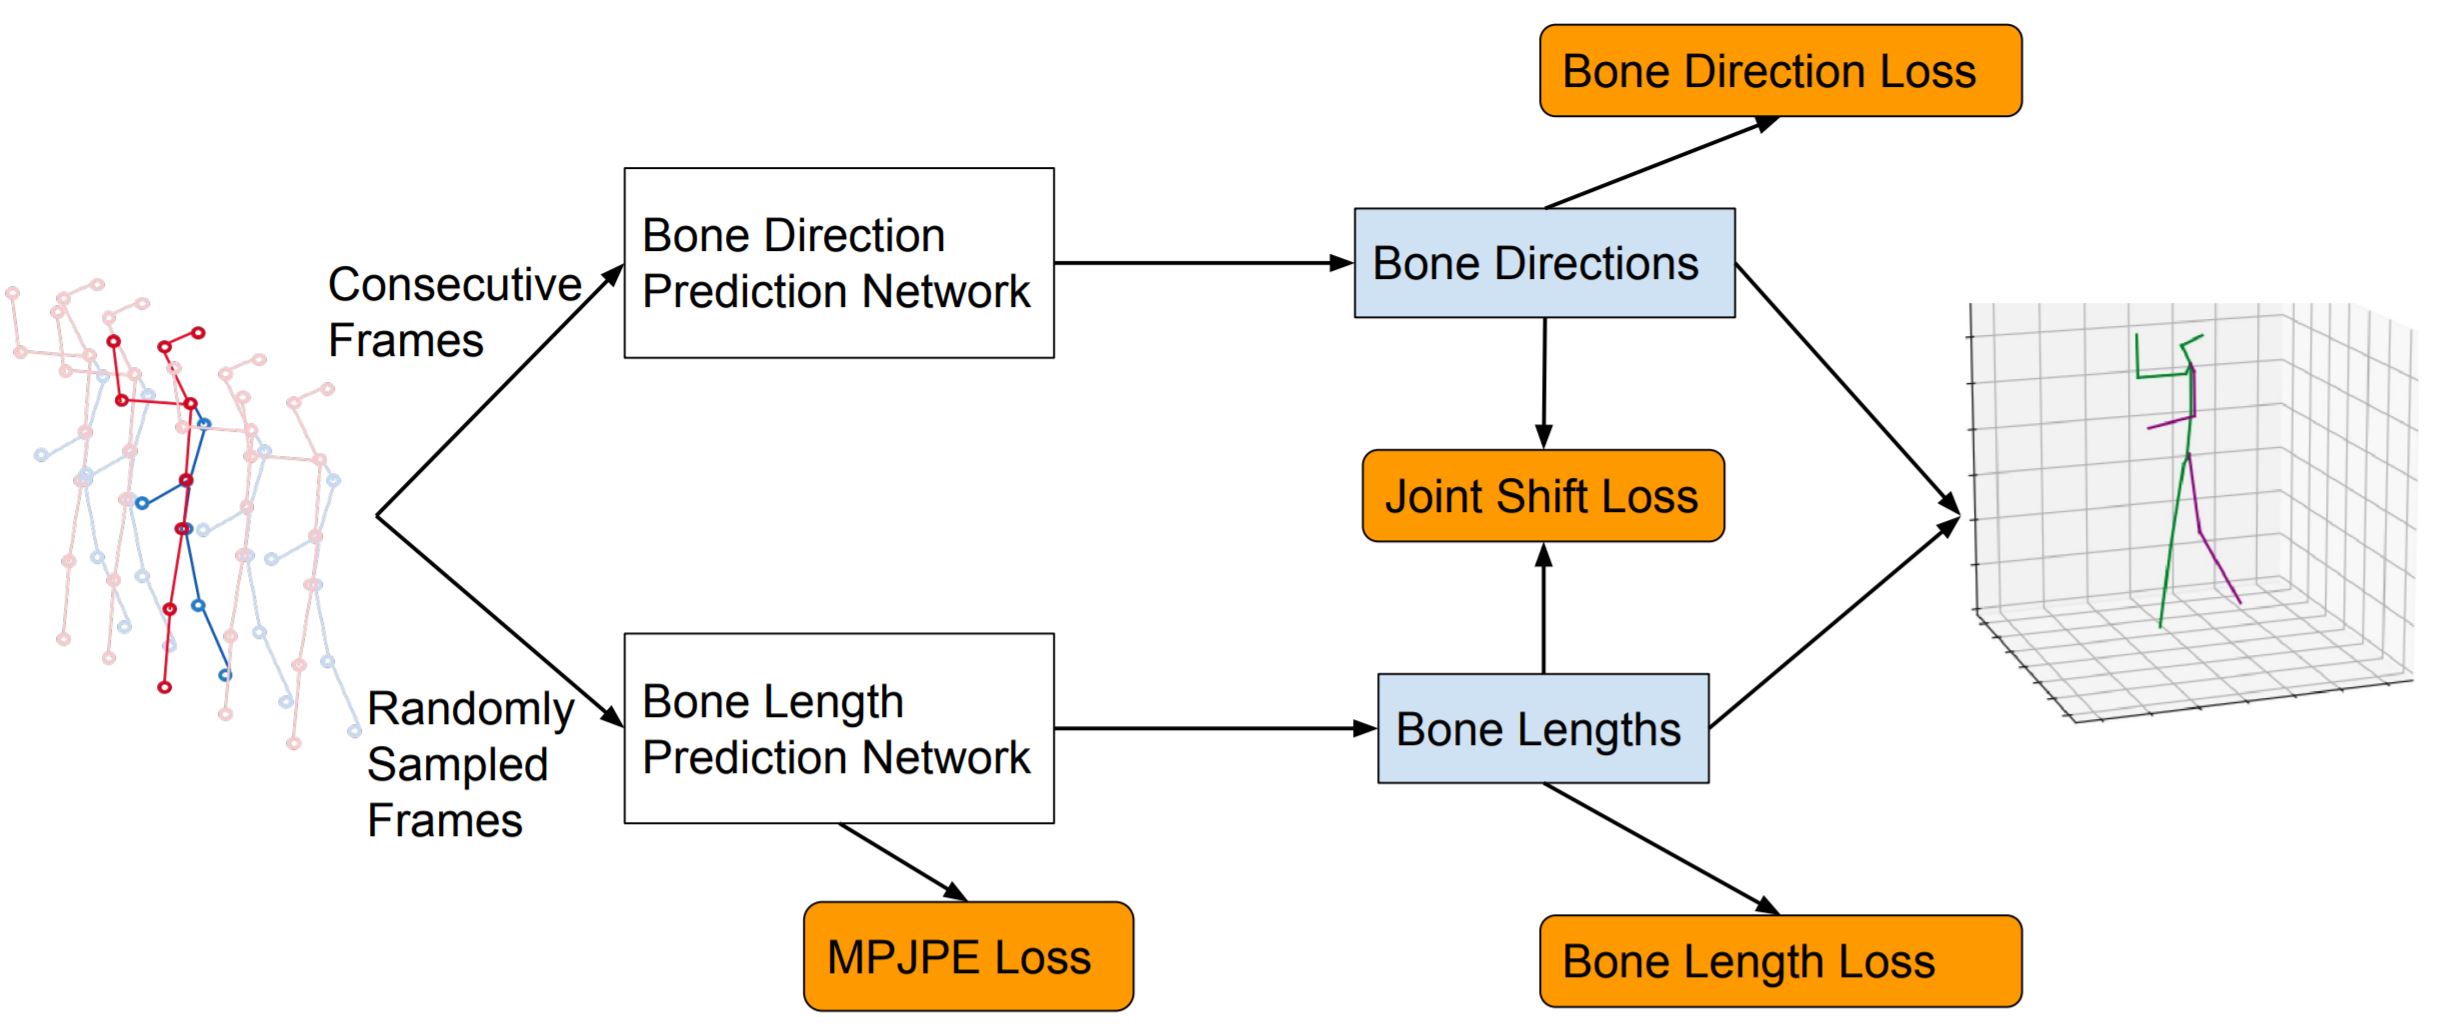 Bone Direction Loss
Consecutive
Frames
Bone Direction
Prediction Network
Bone Directions
Joint Shift Loss
Randomly
Sampled
Frames
Bone Length
Prediction Network
Bone Lengths
MPJPE Loss
Bone Length Loss